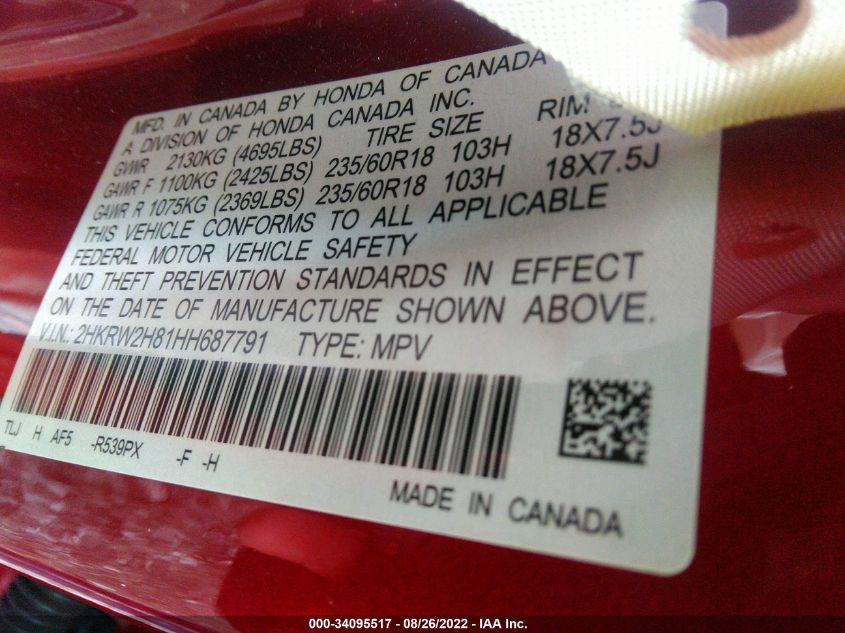 MFD. IN CANADA BY HONDA OF CANADA
A DIVISION OF HONDA CANADA INC.
GVWR 2130KG (4695LBS) TIRE SIZE RIM
GAWR F 1100KG (2425LBS) 235/60R18 103H 18X7.5J
GAWR R 1075KG (2369LBS) 235/60R18 103H 18X7.5J
THIS VEHICLE CONFORMS TO ALL APPLICABLE
FEDERAL MOTOR VEHICLE SAFETY
AND THEFT PREVENTION STANDARDS IN EFFECT
ON THE DATE OF MANUFACTURE SHOWN ABOVE.
V.I.N.: 2HKRW2H81HH687791 TYPE: MPV
TLJ H AF5 -R539PX -F -H
MADE IN CANADA
000-34095517 - 08/26/2022 - IAA Inc.